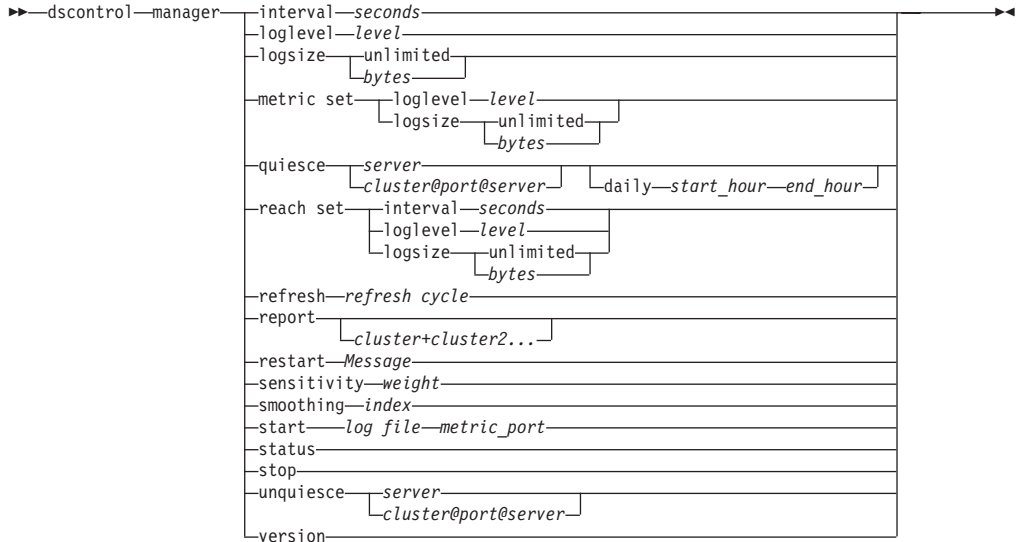 dscontrol manager interval seconds
loglevel level
logsize unlimited
bytes
metric set loglevel level
logsize unlimited
bytes
quiesce server
cluster@port@server daily start_hour end_hour
reach set interval seconds
loglevel level
logsize unlimited
bytes
refresh refresh cycle
report
cluster+cluster2...
restart Message
sensitivity weight
smoothing index
start log file metric_port
status
stop
unquiesce server
cluster@port@server
version